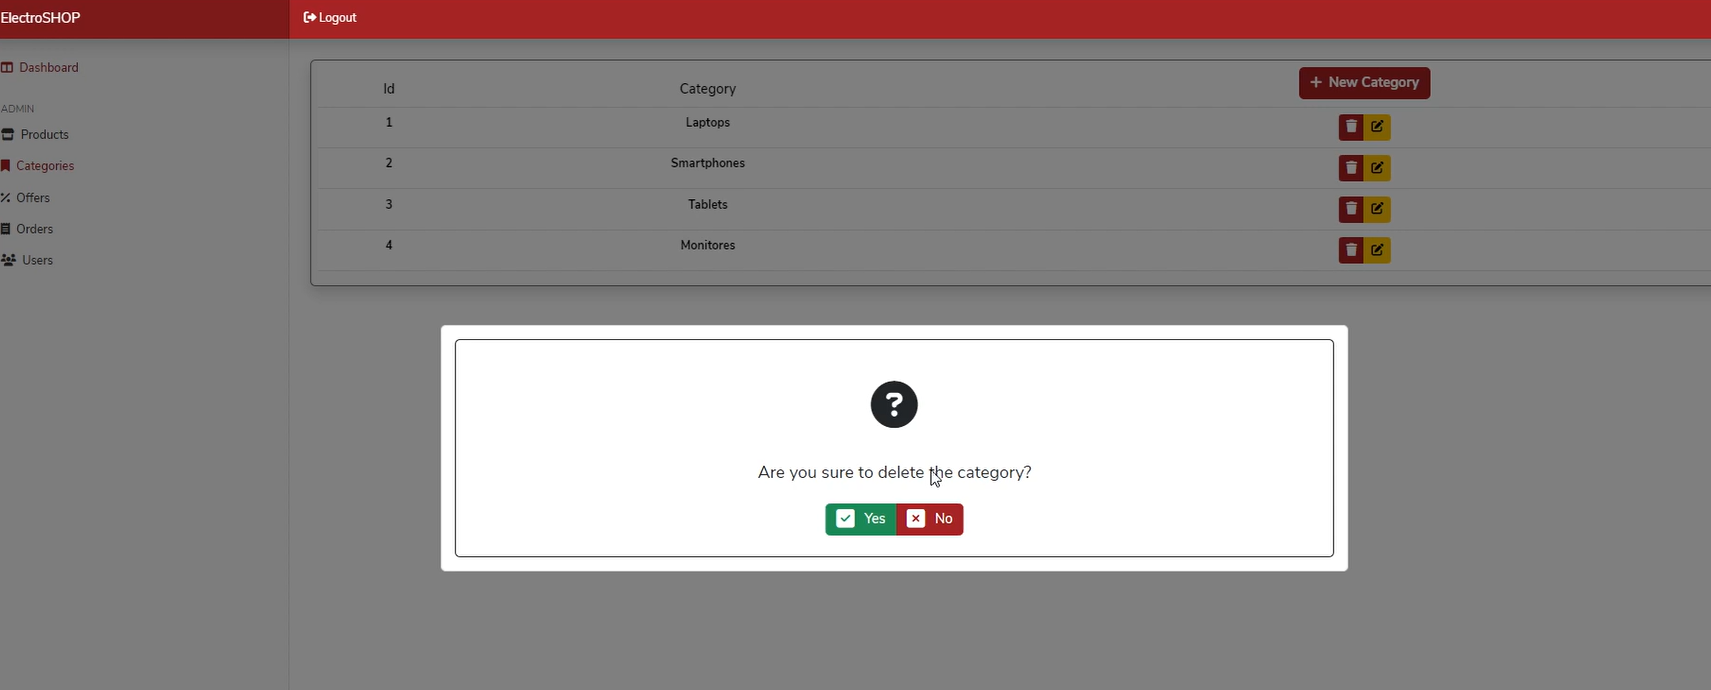 ElectroSHOP
Logout
Dashboard
ADMIN
Products
Categories
Offers
Orders
Users
Id Category New Category
1 Laptops
2 Smartphones
3 Tablets
4 Monitores
Are you sure to delete the category?
Yes No